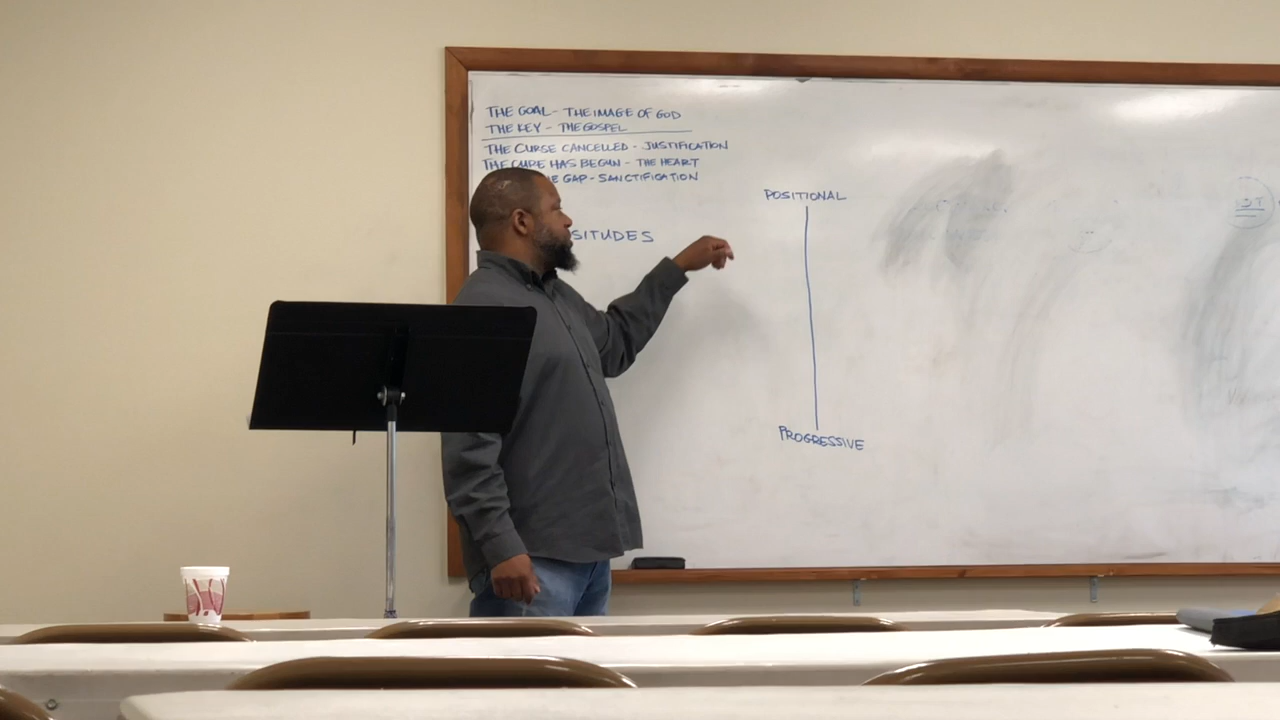 THE GOAL - THE IMAGE OF GOD
THE KEY - THE GOSPEL
THE CURSE CANCELLED - JUSTIFICATION
THE CURE HAS BEGUN - THE HEART
GAP - SANCTIFICATION
POSITIONAL
PROGRESSIVE